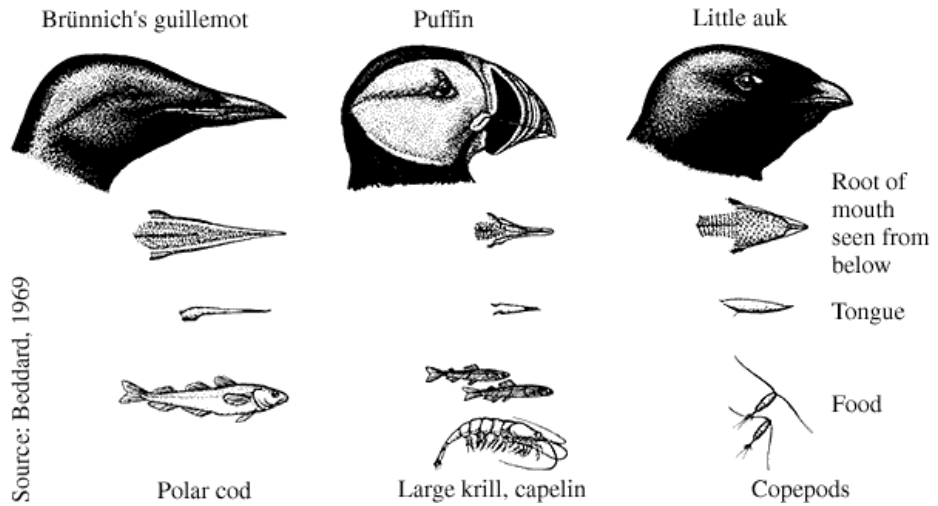 Brünnich's guillemot
Puffin
Little auk
Root of
mouth
seen from
below
Tongue
Food
Polar cod
Large krill, capelin
Copepods
Source: Beddard, 1969